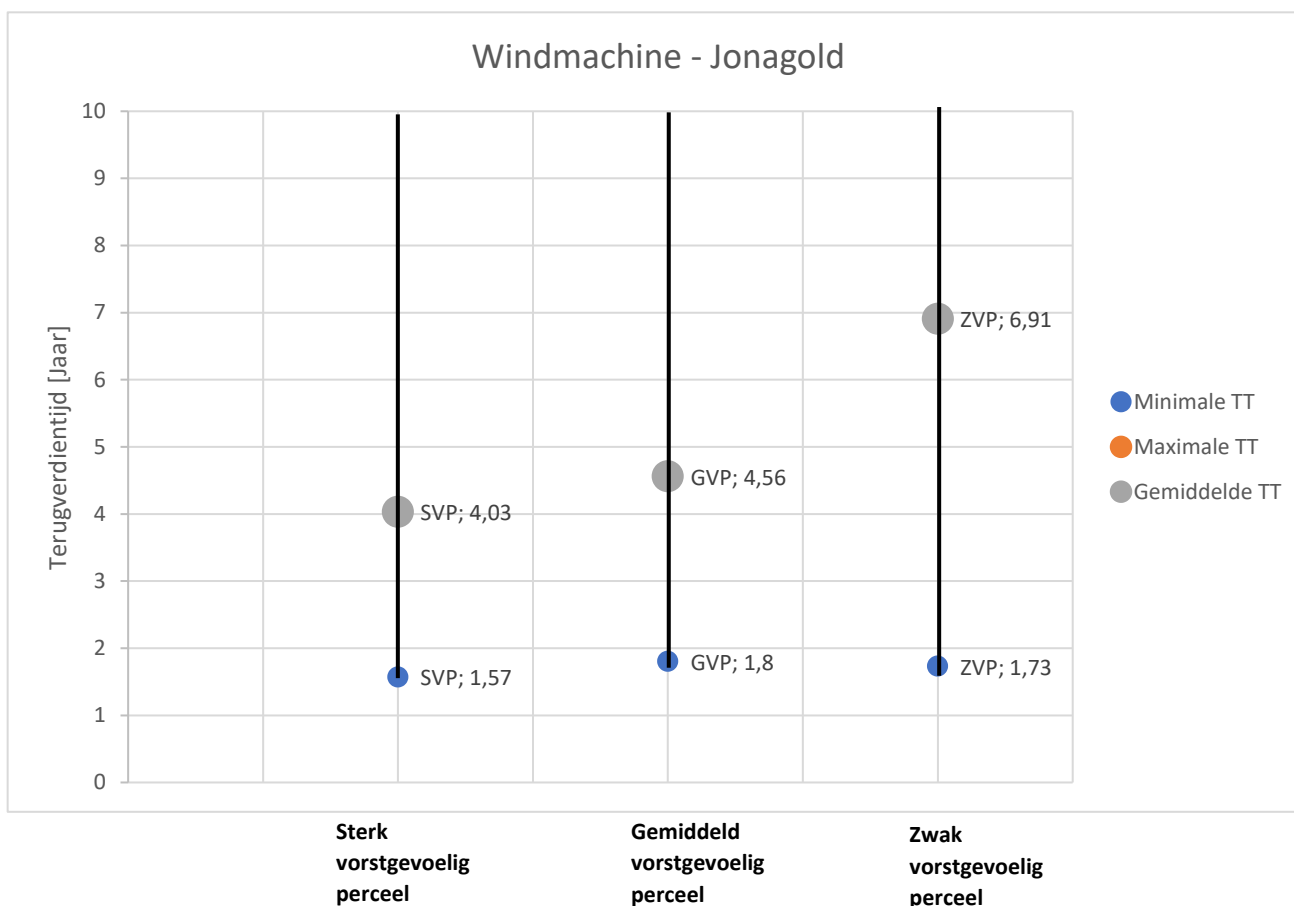 Windmachine - Jonagold
Terugverdientijd [Jaar]
10
9
8
7
6
5
4
3
2
1
0
ZVP; 6,91
GVP; 4,56
SVP; 4,03
GVP; 1,8
ZVP; 1,73
SVP; 1,57
Minimale TT
Maximale TT
Gemiddelde TT
Sterk
vorstgevoelig
perceel
Gemiddeld
vorstgevoelig
perceel
Zwak
vorstgevoelig
perceel